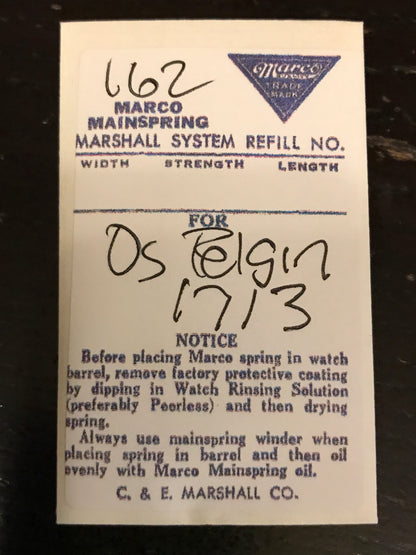 162
Marco
TRADE
MARK
MARCO
MAINSPRING
MARSHALL SYSTEM REFILL NO.
WIDTH STRENGTH LENGTH
FOR
Os Elgin
1713
NOTICE
Before placing Marco spring in watch
barrel, remove factory protective coating
by dipping in Watch Rinsing Solution
(preferably Peerless) and then drying
spring.
Always use mainspring winder when
placing spring in barrel and then oil
evenly with Marco Mainspring oil.
C. & E. MARSHALL CO.